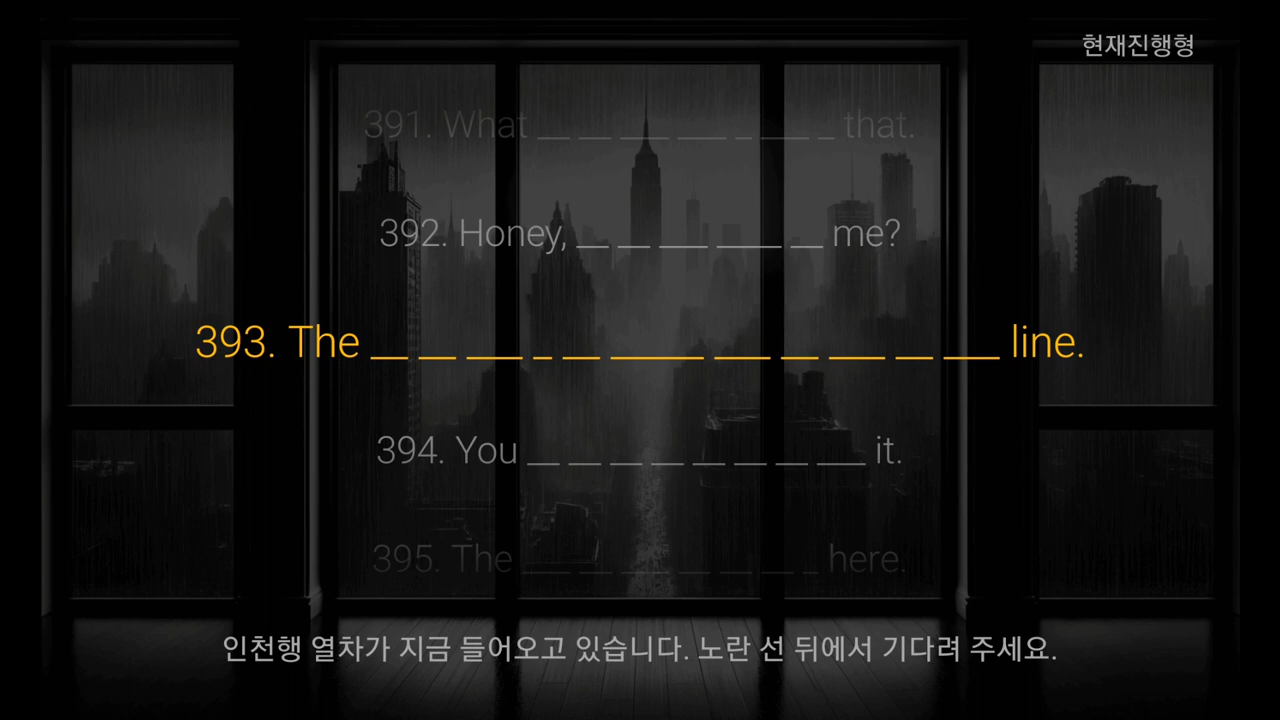 현재진행형
391. What __ __ ___ ____ _ ____ _ that.
392. Honey, __ __ ___ ____ __ me?
393. The __ __ ___ _ __ _____ ___ __ ___ __ ___ line.
394. You __ __ __ __ __ __ __ __ it.
395. The __ __ __ __ __ __ __ _ here.
인천행 열차가 지금 들어오고 있습니다. 노란 선 뒤에서 기다려 주세요.